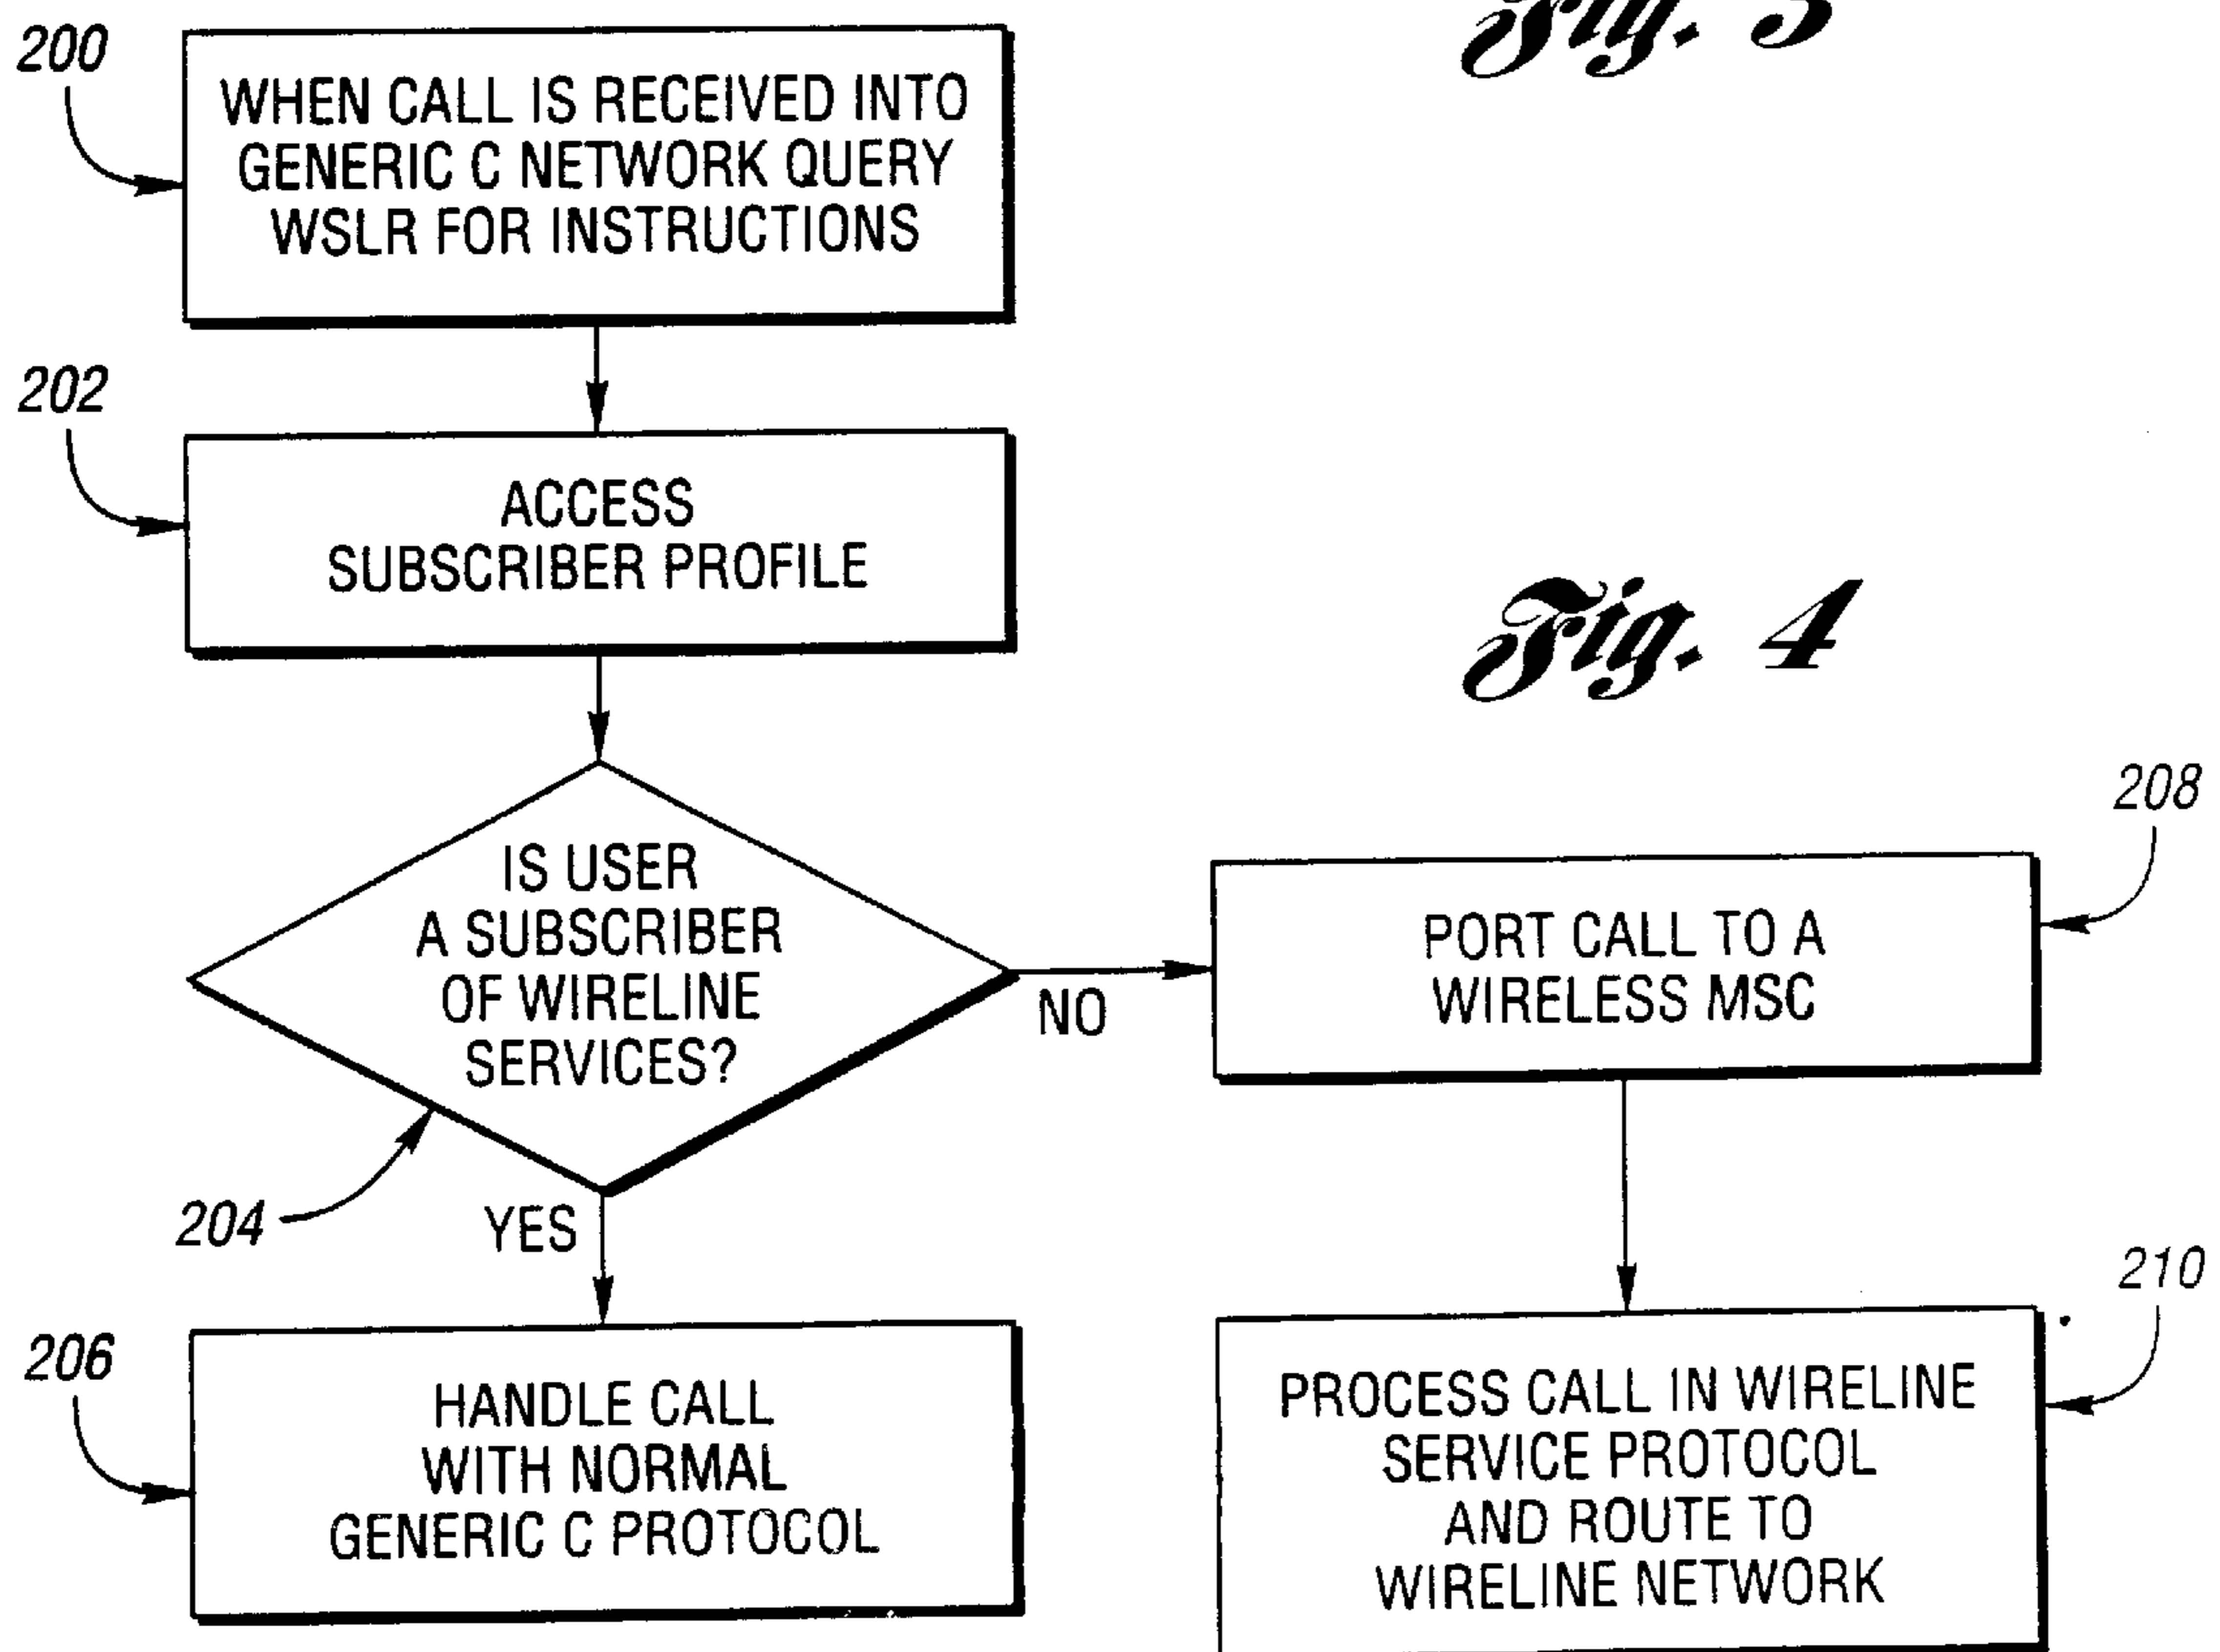 Fig. 3
200
WHEN CALL IS RECEIVED INTO
GENERIC C NETWORK QUERY
WSLR FOR INSTRUCTIONS
202
ACCESS
SUBSCRIBER PROFILE
Fig. 4
IS USER
A SUBSCRIBER
OF WIRELINE
SERVICES?
204
NO
YES
208
PORT CALL TO A
WIRELESS MSC
206
HANDLE CALL
WITH NORMAL
GENERIC C PROTOCOL
210
PROCESS CALL IN WIRELINE
SERVICE PROTOCOL
AND ROUTE TO
WIRELINE NETWORK